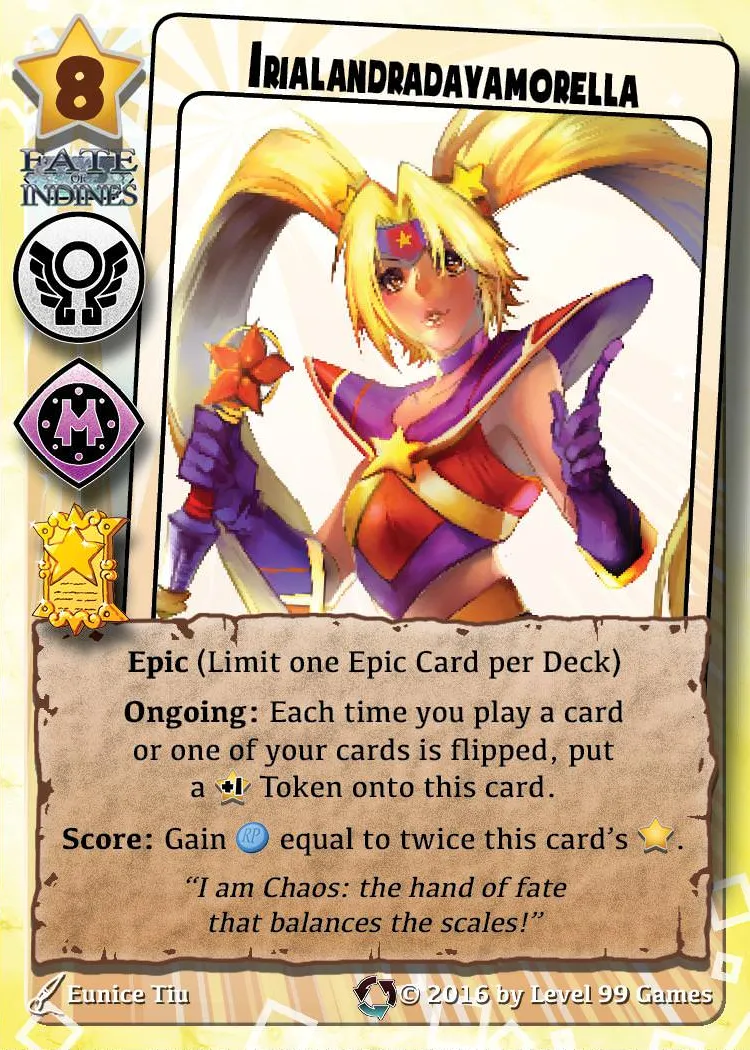 8
IRIALANDRADAYAMORELLA
FATE
OF
INDINES
M
Epic (Limit one Epic Card per Deck)
Ongoing: Each time you play a card
or one of your cards is flipped, put
a +1 Token onto this card.
Score: Gain RP equal to twice this card's .
“I am Chaos: the hand of fate
that balances the scales!”
Eunice Tiu
© 2016 by Level 99 Games